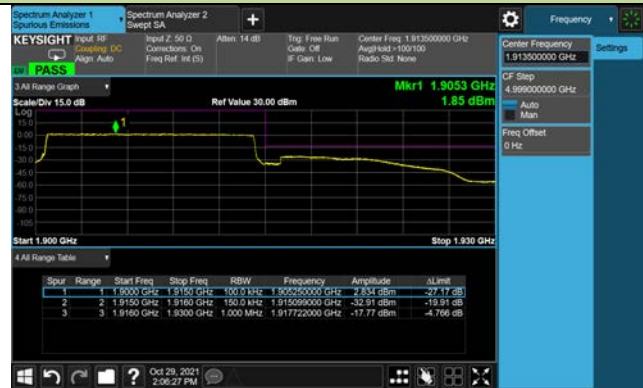 Spectrum Analyzer 1
Spurious Emissions
Spectrum Analyzer 2
Swept SA
Frequency
KEYSIGHT Input: RF
Coupling: DC
Align: Auto
Input Z: 50 Ω
Corrections: On
Freq Ref: Int (S)
Atten: 14 dB
Trig: Free Run
Gate: Off
IF Gain: Low
Center Freq: 1.913500000 GHz
Avg|Hold:>100/100
Radio Std: None
PASS
Center Frequency
1.913500000 GHz
Settings
CF Step
4.999000000 GHz
Auto
Man
Freq Offset
0 Hz
3 All Range Graph
Mkr1 1.9053 GHz
Scale/Div 15.0 dB
Ref Value 30.00 dBm
1.85 dBm
Log
15.0
0.00
-15.0
-30.0
-45.0
-60.0
-75.0
-90.0
-105
1
Start 1.900 GHz
Stop 1.930 GHz
4 All Range Table
Spur Range Start Freq Stop Freq RBW Frequency Amplitude ΔLimit
1 1 1.9000 GHz 1.9150 GHz 100.0 kHz 1.905250000 GHz 2.834 dBm -27.17 dB
2 2 1.9150 GHz 1.9160 GHz 150.0 kHz 1.915099000 GHz -32.91 dBm -19.91 dB
3 3 1.9160 GHz 1.9300 GHz 1.000 MHz 1.917722000 GHz -17.77 dBm -4.766 dB
?
Oct 29, 2021
2:06:27 PM